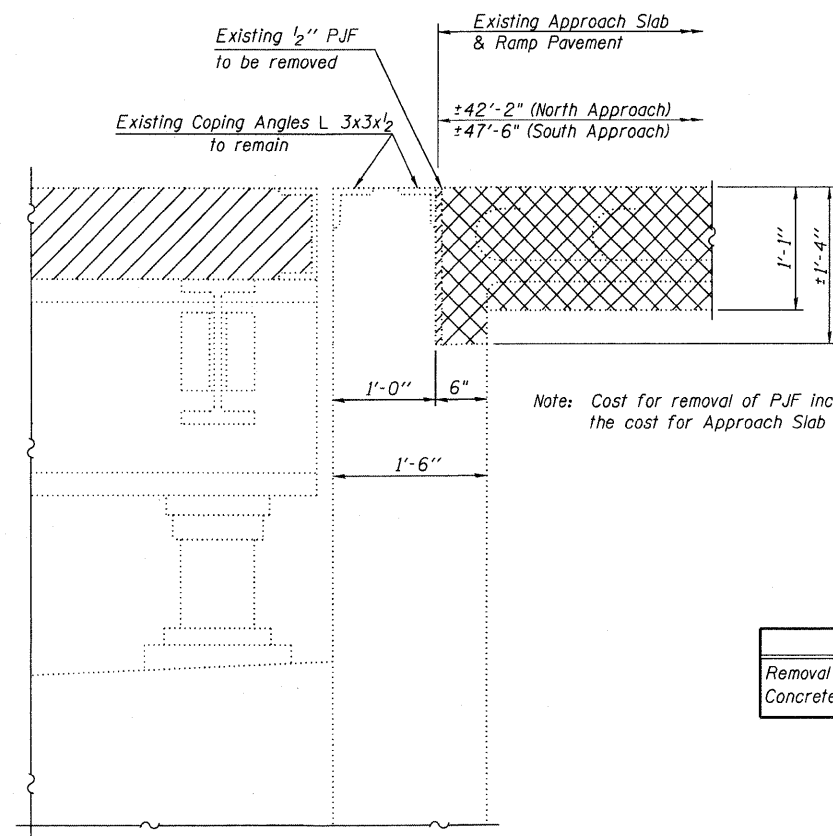 Existing Approach Slab
& Ramp Pavement
Existing 1/2" PJF
to be removed
±42'-2" (North Approach)
±47'-6" (South Approach)
Existing Coping Angles L 3x3x1/2
to remain
1'-1"
±1'-4"
1'-0"
6"
Note: Cost for removal of PJF inc
the cost for Approach Slab
1'-6"
Removal
Concrete